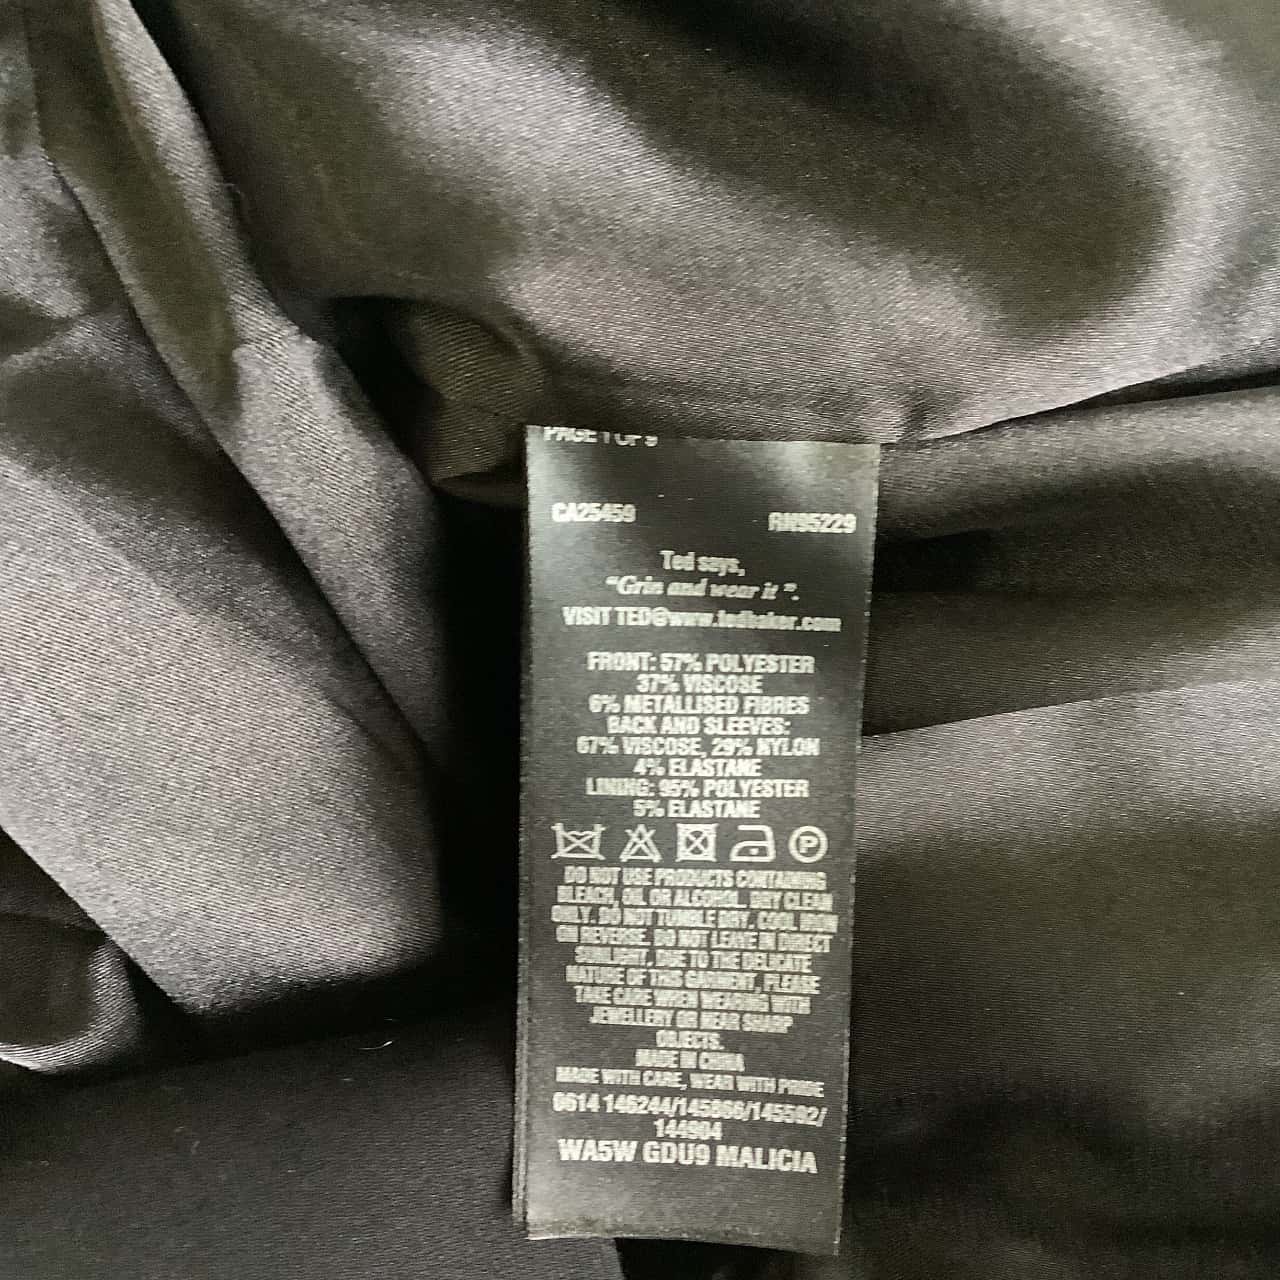 PAGE 1 OF 9
CA25459 RN95229
Ted says,
"Grin and wear it".
VISIT TED@www.tedbaker.com
FRONT: 57% POLYESTER
37% VISCOSE
6% METALLISED FIBRES
BACK AND SLEEVES:
67% VISCOSE, 29% NYLON
4% ELASTANE
LINING: 95% POLYESTER
5% ELASTANE
P
DO NOT USE PRODUCTS CONTAINING
BLEACH, OIL OR ALCOHOL. DRY CLEAN
ONLY. DO NOT TUMBLE DRY. COOL IRON
ON REVERSE. DO NOT LEAVE IN DIRECT
SUNLIGHT. DUE TO THE DELICATE
NATURE OF THIS GARMENT, PLEASE
TAKE CARE WHEN WEARING WITH
JEWELLERY OR NEAR SHARP
OBJECTS.
MADE IN CHINA
MADE WITH CARE, WEAR WITH PRIDE
0614 146244/145866/145592/
144904
WA5W GDU9 MALICIA